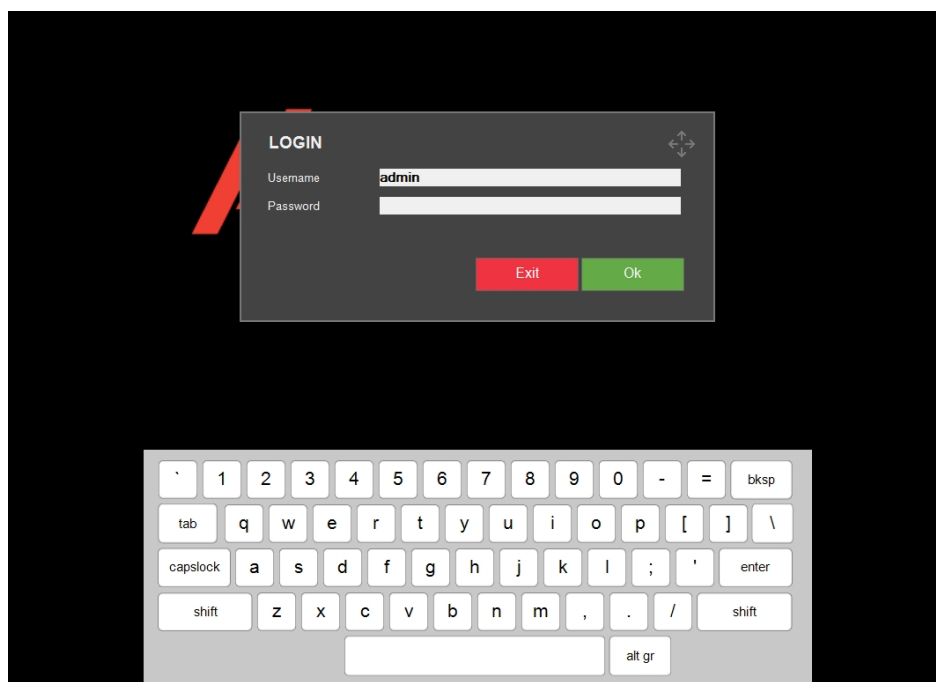 LOGIN
Username admin
Password
Exit Ok
` 1 2 3 4 5 6 7 8 9 0 - = bksp
tab q w e r t y u i o p [ ] \
capslock a s d f g h j k l ; ' enter
shift z x c v b n m , . / shift
alt gr